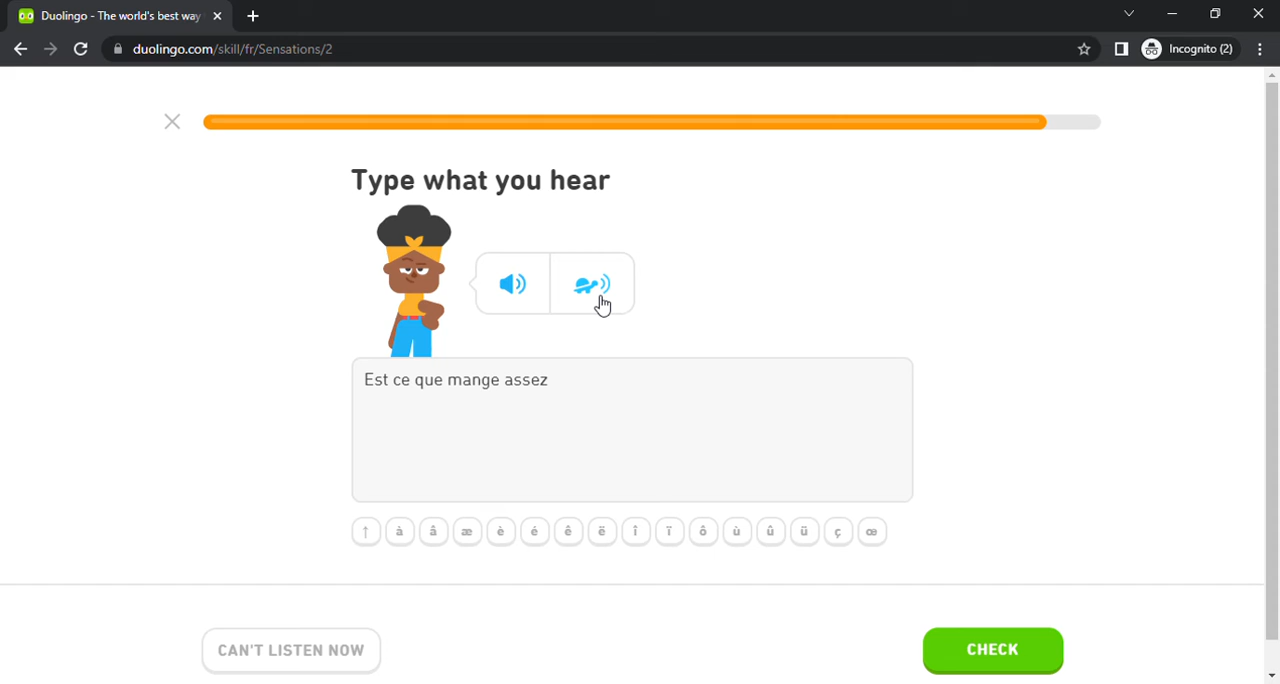 Duolingo - The world's best way
duolingo.com/skill/fr/Sensations/2
Incognito (2)
Type what you hear
Est ce que mange assez
↑ à â æ è é ê ë î ï ô ù û ü ç œ
CAN'T LISTEN NOW
CHECK